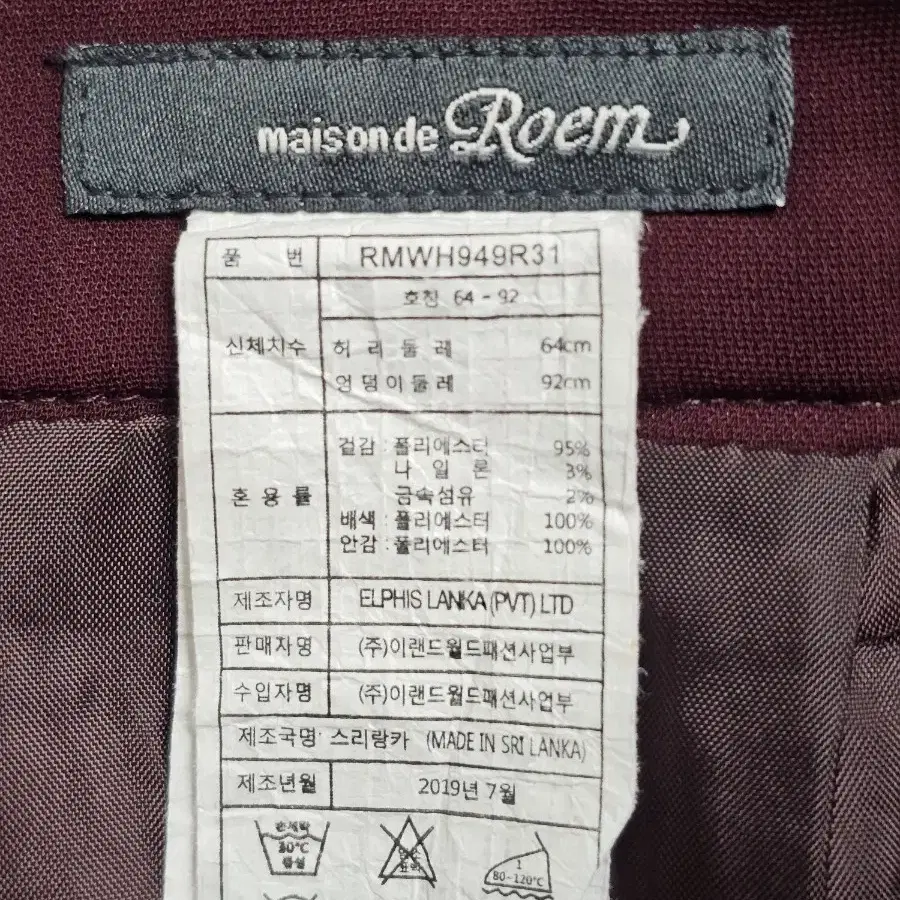 maison de Roem
품 번 RMWH949R31
신체치수 호칭 64 - 92
허리둘레 64cm
엉덩이둘레 92cm
혼용률
겉감 : 폴리에스터 95%
나일론 3%
금속섬유 2%
배색 : 폴리에스터 100%
안감 : 폴리에스터 100%
제조자명 ELPHIS LANKA (PVT) LTD
판매자명 (주)이랜드월드패션사업부
수입자명 (주)이랜드월드패션사업부
제조국명 스리랑카 (MADE IN SRI LANKA)
제조년월 2019년 7월
손세탁
30℃
중성
1
80-120℃